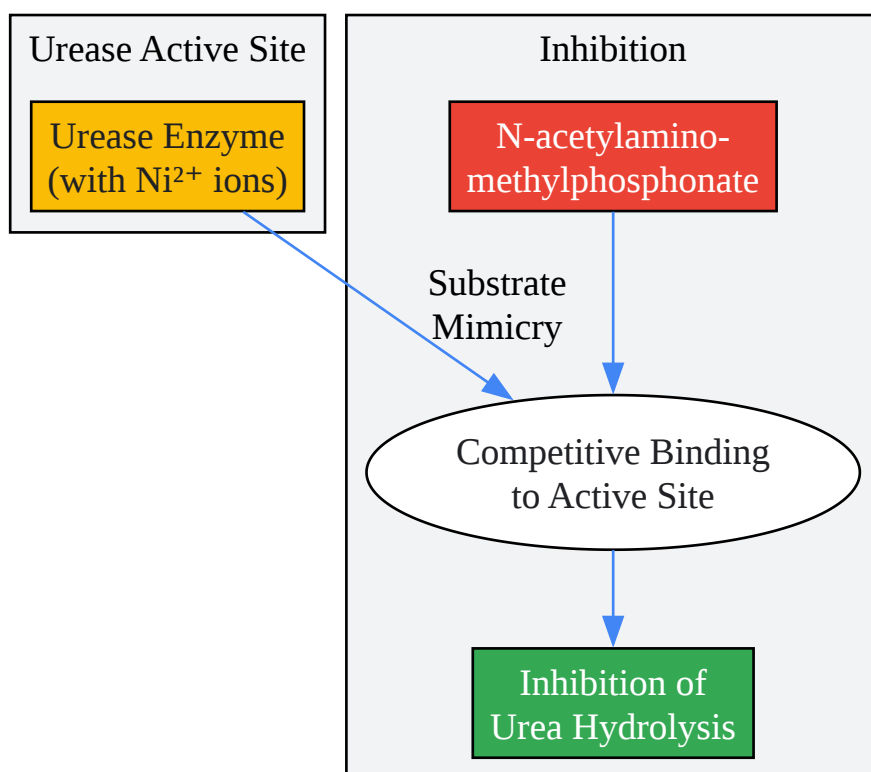 Urease Active Site
Urease Enzyme
(with Ni²⁺ ions)
Inhibition
N-acetylamino-
methylphosphonate
Substrate
Mimicry
Competitive Binding
to Active Site
Inhibition of
Urea Hydrolysis